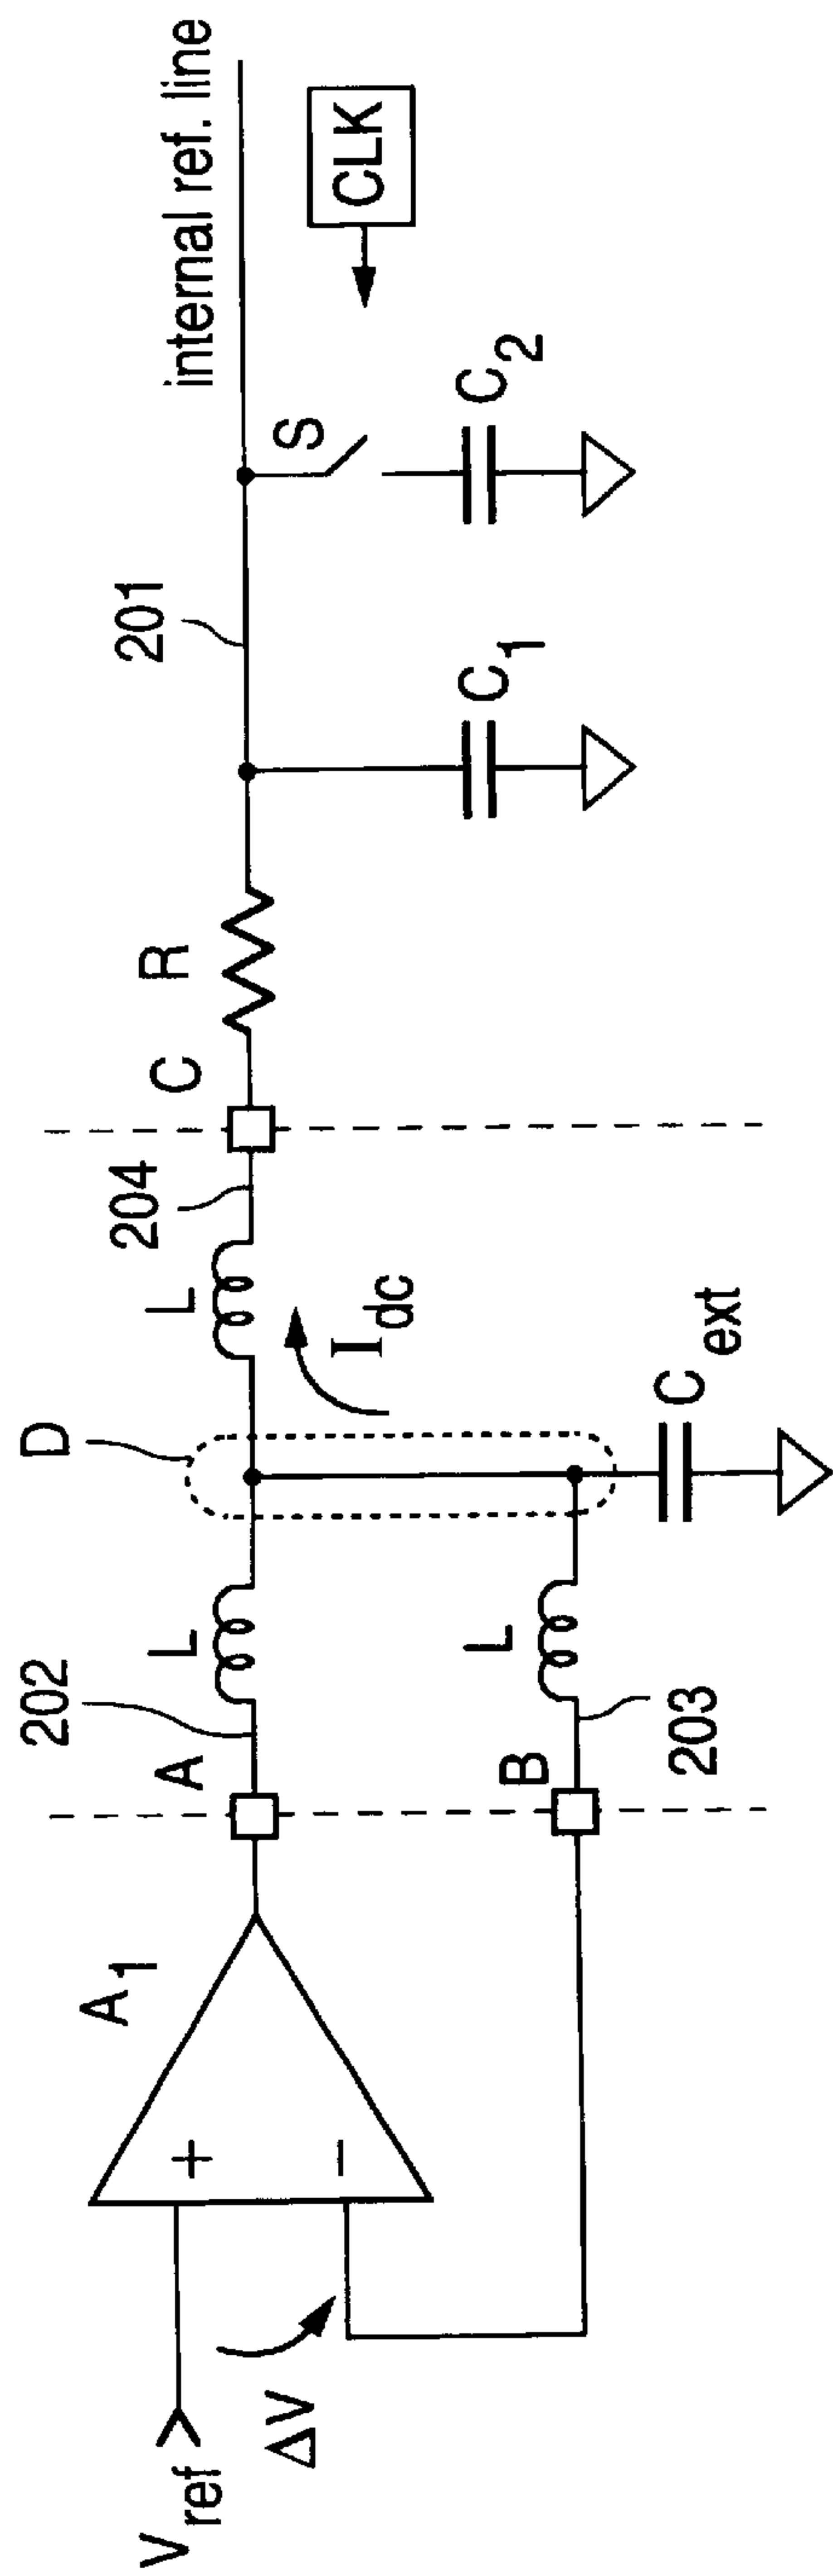 internal ref. line
CLK
S
C2
201
C1
R
C
204
L
Idc
D
Cext
L
202
A
L
B
203
A1
+
−
Vref
ΔV